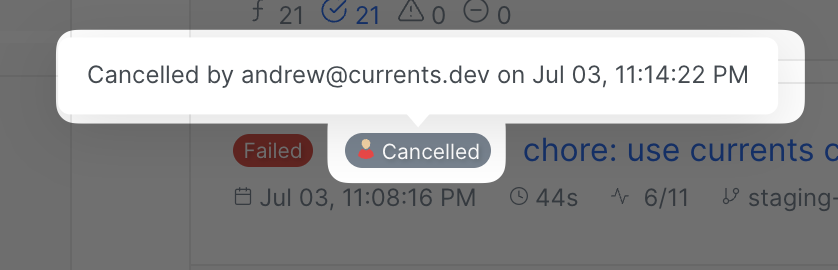 21 21 0 0
Cancelled by andrew@currents.dev on Jul 03, 11:14:22 PM
Failed Cancelled chore: use currents
Jul 03, 11:08:16 PM 44s 6/11 staging-